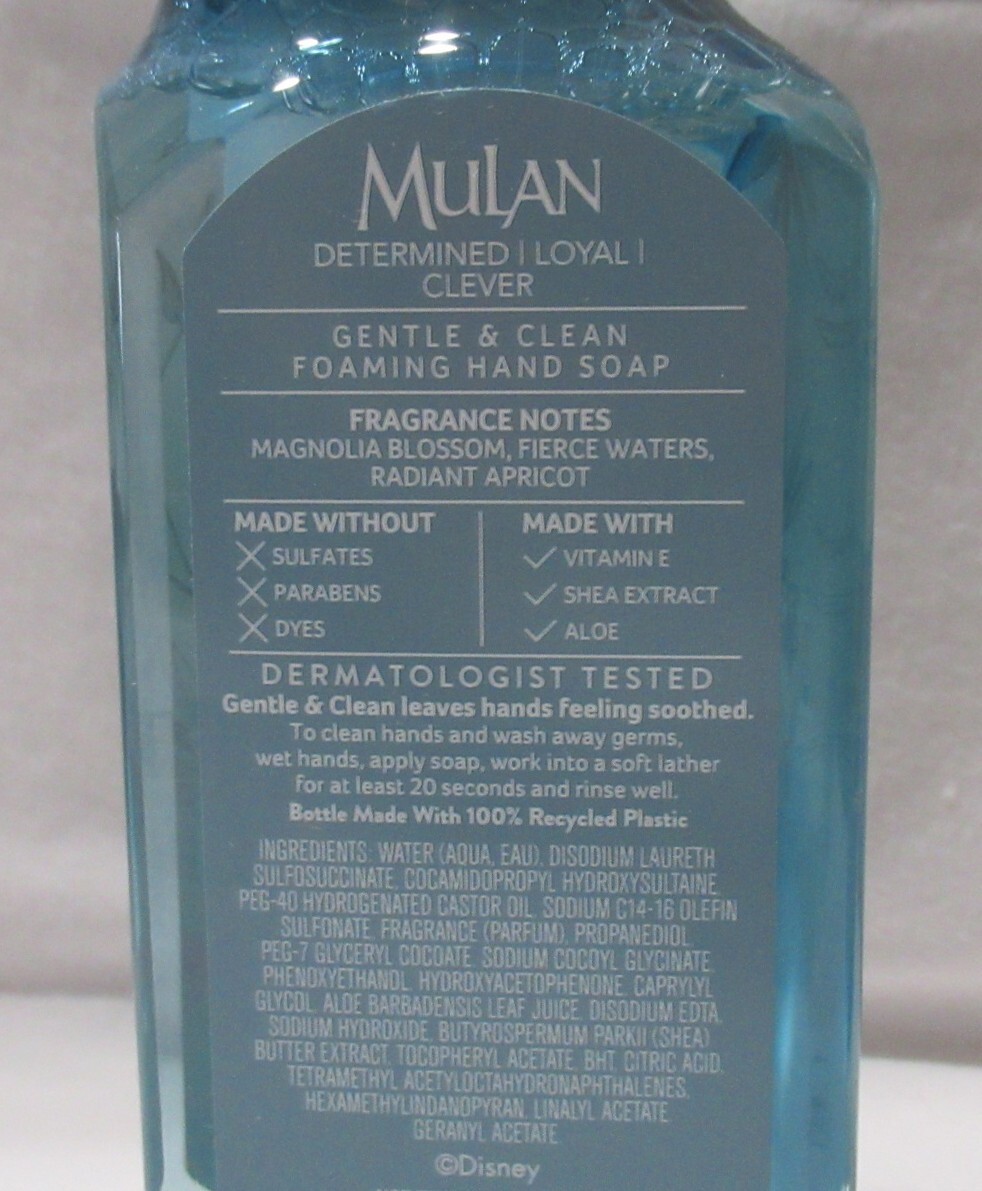 MULAN
DETERMINED | LOYAL |
CLEVER
GENTLE & CLEAN
FOAMING HAND SOAP
FRAGRANCE NOTES
MAGNOLIA BLOSSOM, FIERCE WATERS,
RADIANT APRICOT
MADE WITHOUT
SULFATES
PARABENS
DYES
MADE WITH
VITAMIN E
SHEA EXTRACT
ALOE
DERMATOLOGIST TESTED
Gentle & Clean leaves hands feeling soothed.
To clean hands and wash away germs,
wet hands, apply soap, work into a soft lather
for at least 20 seconds and rinse well.
Bottle Made With 100% Recycled Plastic
INGREDIENTS: WATER (AQUA, EAU), DISODIUM LAURETH
SULFOSUCCINATE, COCAMIDOPROPYL HYDROXYSULTAINE,
PEG-40 HYDROGENATED CASTOR OIL, SODIUM C14-16 OLEFIN
SULFONATE, FRAGRANCE (PARFUM), PROPANEDIOL,
PEG-7 GLYCERYL COCOATE, SODIUM COCOYL GLYCINATE,
PHENOXYETHANOL, HYDROXYACETOPHENONE, CAPRYLYL
GLYCOL, ALOE BARBADENSIS LEAF JUICE, DISODIUM EDTA,
SODIUM HYDROXIDE, BUTYROSPERMUM PARKII (SHEA)
BUTTER EXTRACT, TOCOPHERYL ACETATE, BHT, CITRIC ACID,
TETRAMETHYL ACETYLOCTAHYDRONAPHTHALENES,
HEXAMETHYLINDANOPYRAN, LINALYL ACETATE,
GERANYL ACETATE
©Disney